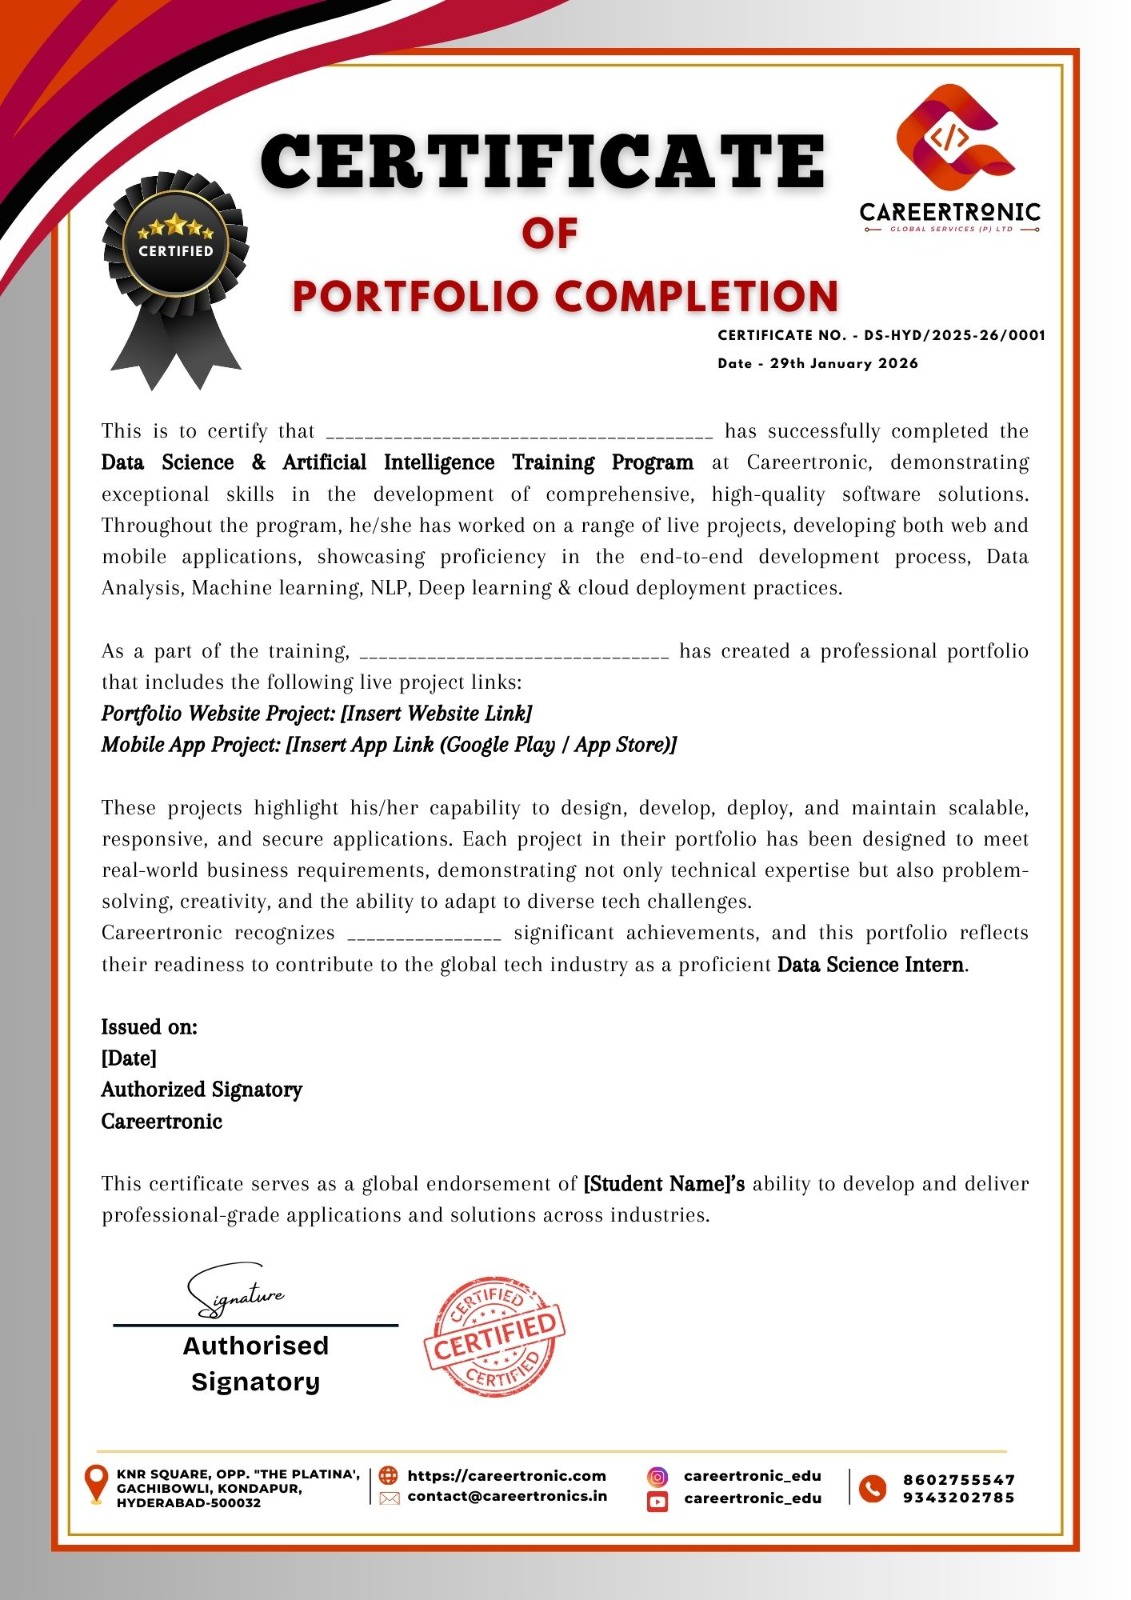 CERTIFICATE
OF
PORTFOLIO COMPLETION
CERTIFIED
CAREERTRONIC
GLOBAL SERVICES (P) LTD
CERTIFICATE NO. - DS-HYD/2025-26/0001
Date - 29th January 2026
This is to certify that ________________________________________ has successfully completed the
Data Science & Artificial Intelligence Training Program at Careertronic, demonstrating
exceptional skills in the development of comprehensive, high-quality software solutions.
Throughout the program, he/she has worked on a range of live projects, developing both web and
mobile applications, showcasing proficiency in the end-to-end development process, Data
Analysis, Machine learning, NLP, Deep learning & cloud deployment practices.
As a part of the training, ________________________________ has created a professional portfolio
that includes the following live project links:
Portfolio Website Project: [Insert Website Link]
Mobile App Project: [Insert App Link (Google Play / App Store)]
These projects highlight his/her capability to design, develop, deploy, and maintain scalable,
responsive, and secure applications. Each project in their portfolio has been designed to meet
real-world business requirements, demonstrating not only technical expertise but also problem-
solving, creativity, and the ability to adapt to diverse tech challenges.
Careertronic recognizes ________________ significant achievements, and this portfolio reflects
their readiness to contribute to the global tech industry as a proficient Data Science Intern.
Issued on:
[Date]
Authorized Signatory
Careertronic
This certificate serves as a global endorsement of [Student Name]'s ability to develop and deliver
professional-grade applications and solutions across industries.
Signature
Authorised
Signatory
CERTIFIED
CERTIFIED
CERTIFIED
KNR SQUARE, OPP. "THE PLATINA',
GACHIBOWLI, KONDAPUR,
HYDERABAD-500032
https://careertronic.com
contact@careertronics.in
careertronic_edu
careertronic_edu
8602755547
9343202785